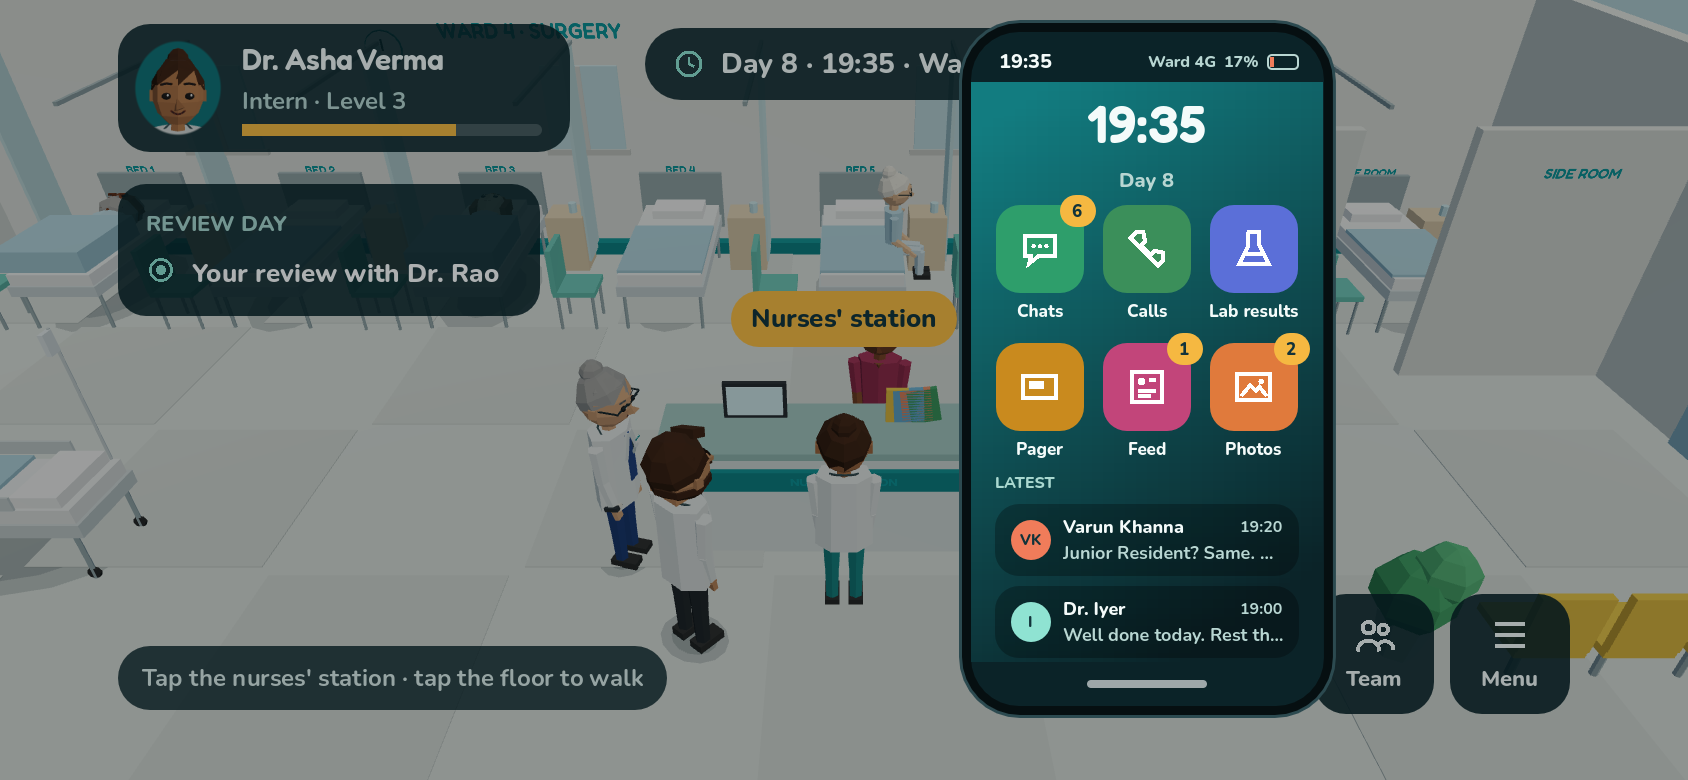 WARD 4 · SURGERY
Dr. Asha Verma
Intern · Level 3
Day 8 · 19:35 ·
BED 1
BED 2
BED 3
BED 4
BED 5
REVIEW DAY
Your review with Dr. Rao
Nurses' station
Tap the nurses' station · tap the floor to walk
19:35
Ward 4G 17%
19:35
Day 8
6
Chats
Calls
Lab results
1
2
Pager
Feed
Photos
LATEST
VK
Varun Khanna
19:20
Junior Resident? Same. ...
I
Dr. Iyer
19:00
Well done today. Rest th...
ROOM
SIDE ROOM
Team
Menu